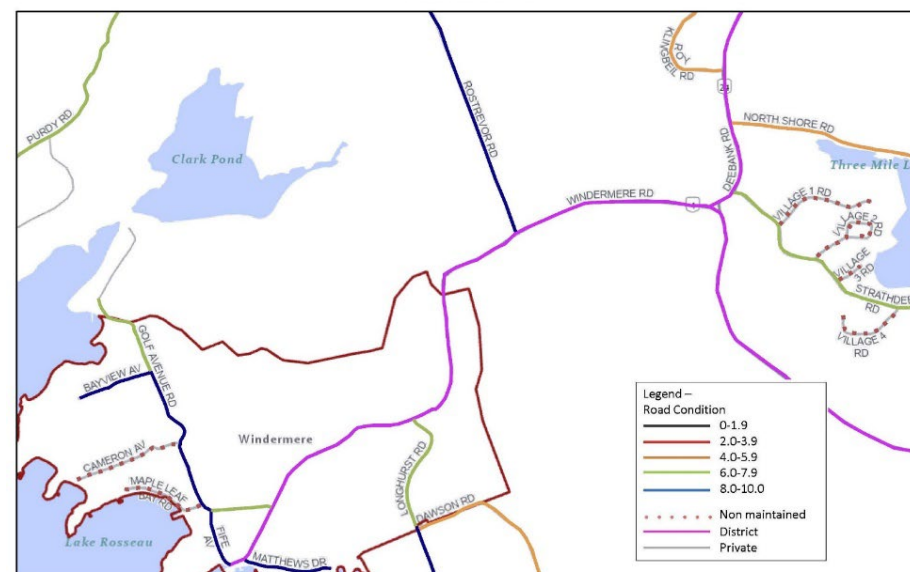 KLINGBEIL RD
ROY
24
PURDY RD
Clark Pond
ROSTREVOR RD
NORTH SHORE RD
Three Mile L
DEEBANK RD
WINDERMERE RD
VILLAGE 1 RD
VILLAGE 2
RD
VILLAGE
3 RD
STRATHDE
RD
VILLAGE 4
RD
GOLF AVENUE RD
BAYVIEW AV
Windermere
CAMERON AV
LONGHURST RD
MAPLE LEAF
BAY RD
DAWSON RD
FIFE
AV
Lake Rosseau
MATTHEWS DR
Legend –
Road Condition
0-1.9
2.0-3.9
4.0-5.9
6.0-7.9
8.0-10.0
Non maintained
District
Private